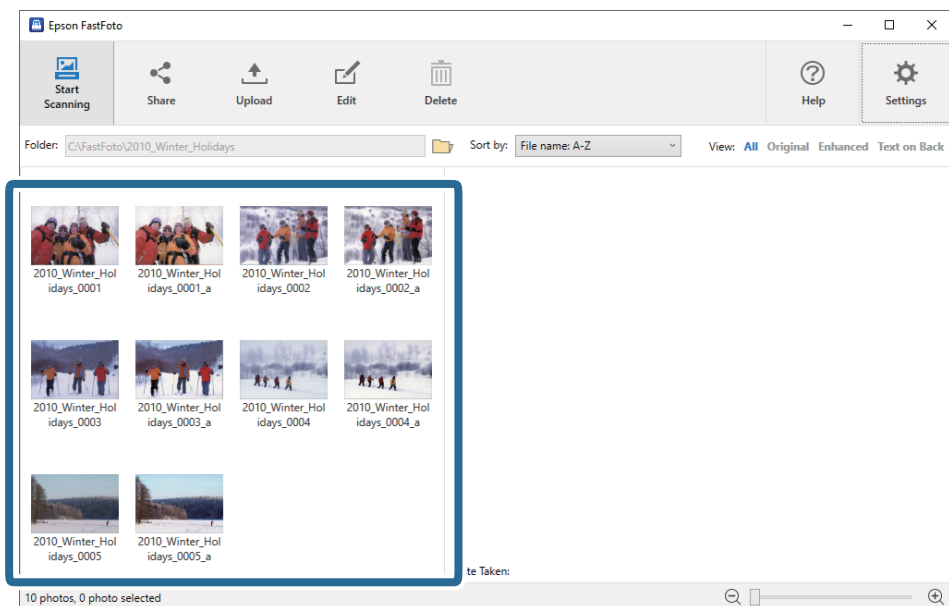 Epson FastFoto
Start
Scanning
Share
Upload
Edit
Delete
Help
Settings
Folder: C:\FastFoto\2010_Winter_Holidays
Sort by: File name: A-Z
View: All Original Enhanced Text on Back
2010_Winter_Hol
idays_0001
2010_Winter_Hol
idays_0001_a
2010_Winter_Hol
idays_0002
2010_Winter_Hol
idays_0002_a
2010_Winter_Hol
idays_0003
2010_Winter_Hol
idays_0003_a
2010_Winter_Hol
idays_0004
2010_Winter_Hol
idays_0004_a
2010_Winter_Hol
idays_0005
2010_Winter_Hol
idays_0005_a
te Taken:
10 photos, 0 photo selected